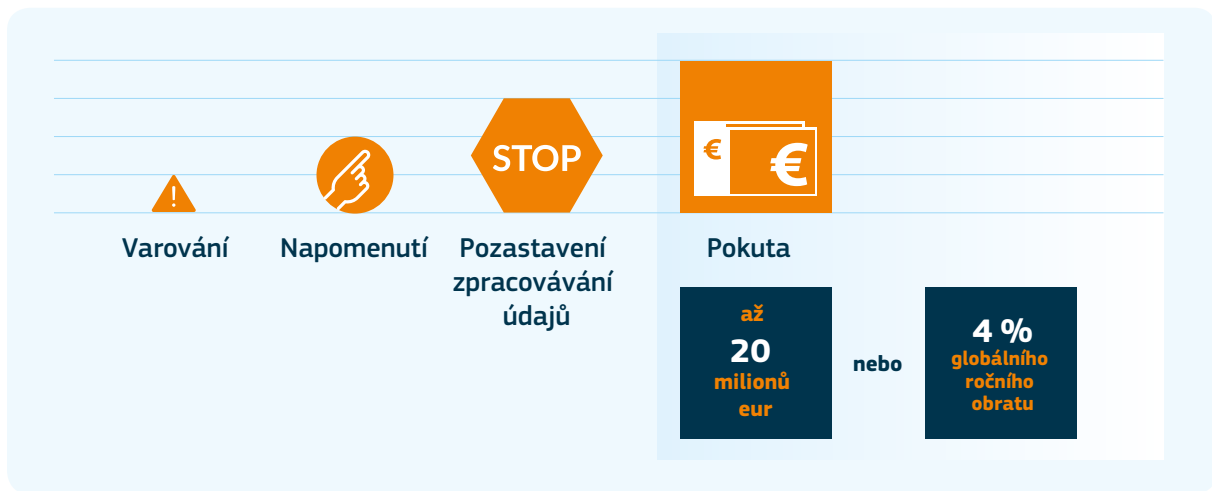 !
STOP
€ €
Varování
Napomenutí
Pozastavení
zpracovávání
údajů
Pokuta
až
20
milionů
eur
nebo
4 %
globálního
ročního
obratu